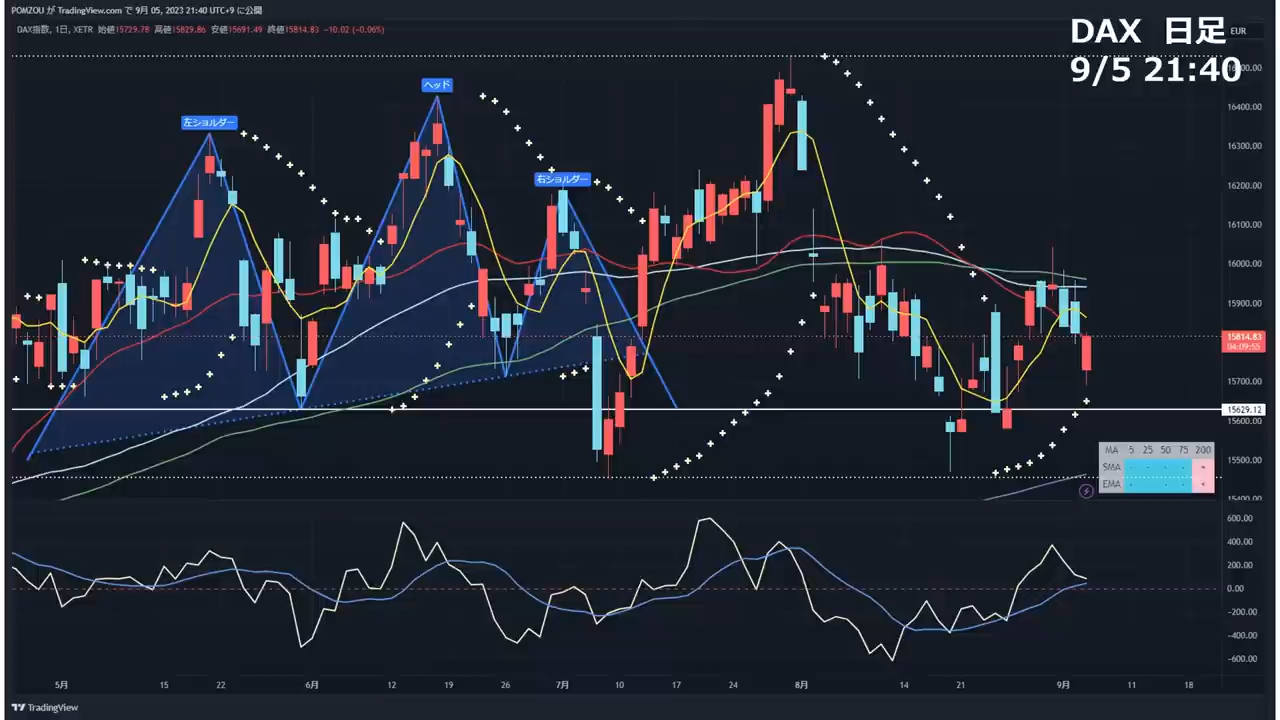 POMZOU が TradingView.com で 9月 05, 2023 21:40 UTC+9 に公開
DAX指数, 1日, XETR 始値15729.78 高値15829.86 安値15691.49 終値15814.83 −10.02 (−0.06%)
DAX 日足
9/5 21:40
EUR
ヘッド
左ショルダー
右ショルダー
16400.00
16300.00
16200.00
16100.00
16000.00
15900.00
15814.83
04:09:55
15700.00
15629.12
15600.00
15500.00
15400.00
MA 5 25 50 75 200
SMA
EMA
600.00
400.00
200.00
0.00
−200.00
−400.00
−600.00
5月 15 22 6月 12 19 26 7月 10 17 24 8月 14 21 9月 11 18
TradingView